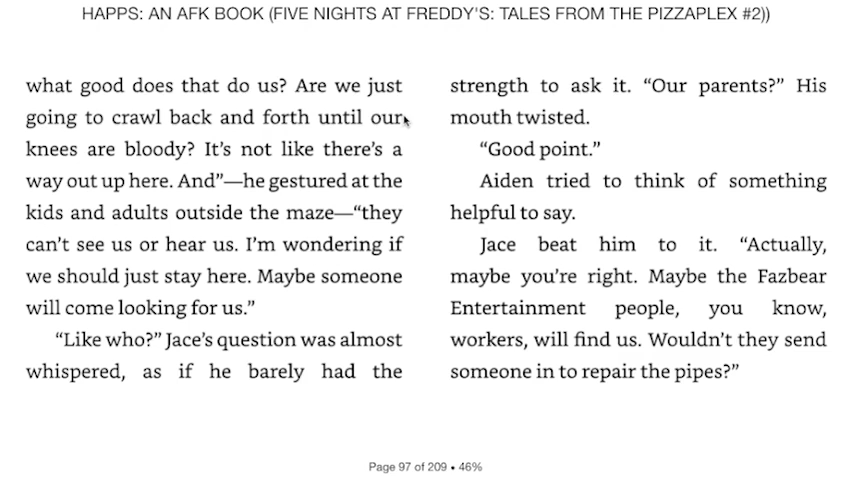 HAPPS: AN AFK BOOK (FIVE NIGHTS AT FREDDY'S: TALES FROM THE PIZZAPLEX #2))
what good does that do us? Are we just
going to crawl back and forth until our
knees are bloody? It’s not like there’s a
way out up here. And”—he gestured at the
kids and adults outside the maze—“they
can’t see us or hear us. I’m wondering if
we should just stay here. Maybe someone
will come looking for us.”
“Like who?” Jace’s question was almost
whispered, as if he barely had the
strength to ask it. “Our parents?” His
mouth twisted.
“Good point.”
Aiden tried to think of something
helpful to say.
Jace beat him to it. “Actually,
maybe you’re right. Maybe the Fazbear
Entertainment people, you know,
workers, will find us. Wouldn’t they send
someone in to repair the pipes?”
Page 97 of 209 • 46%